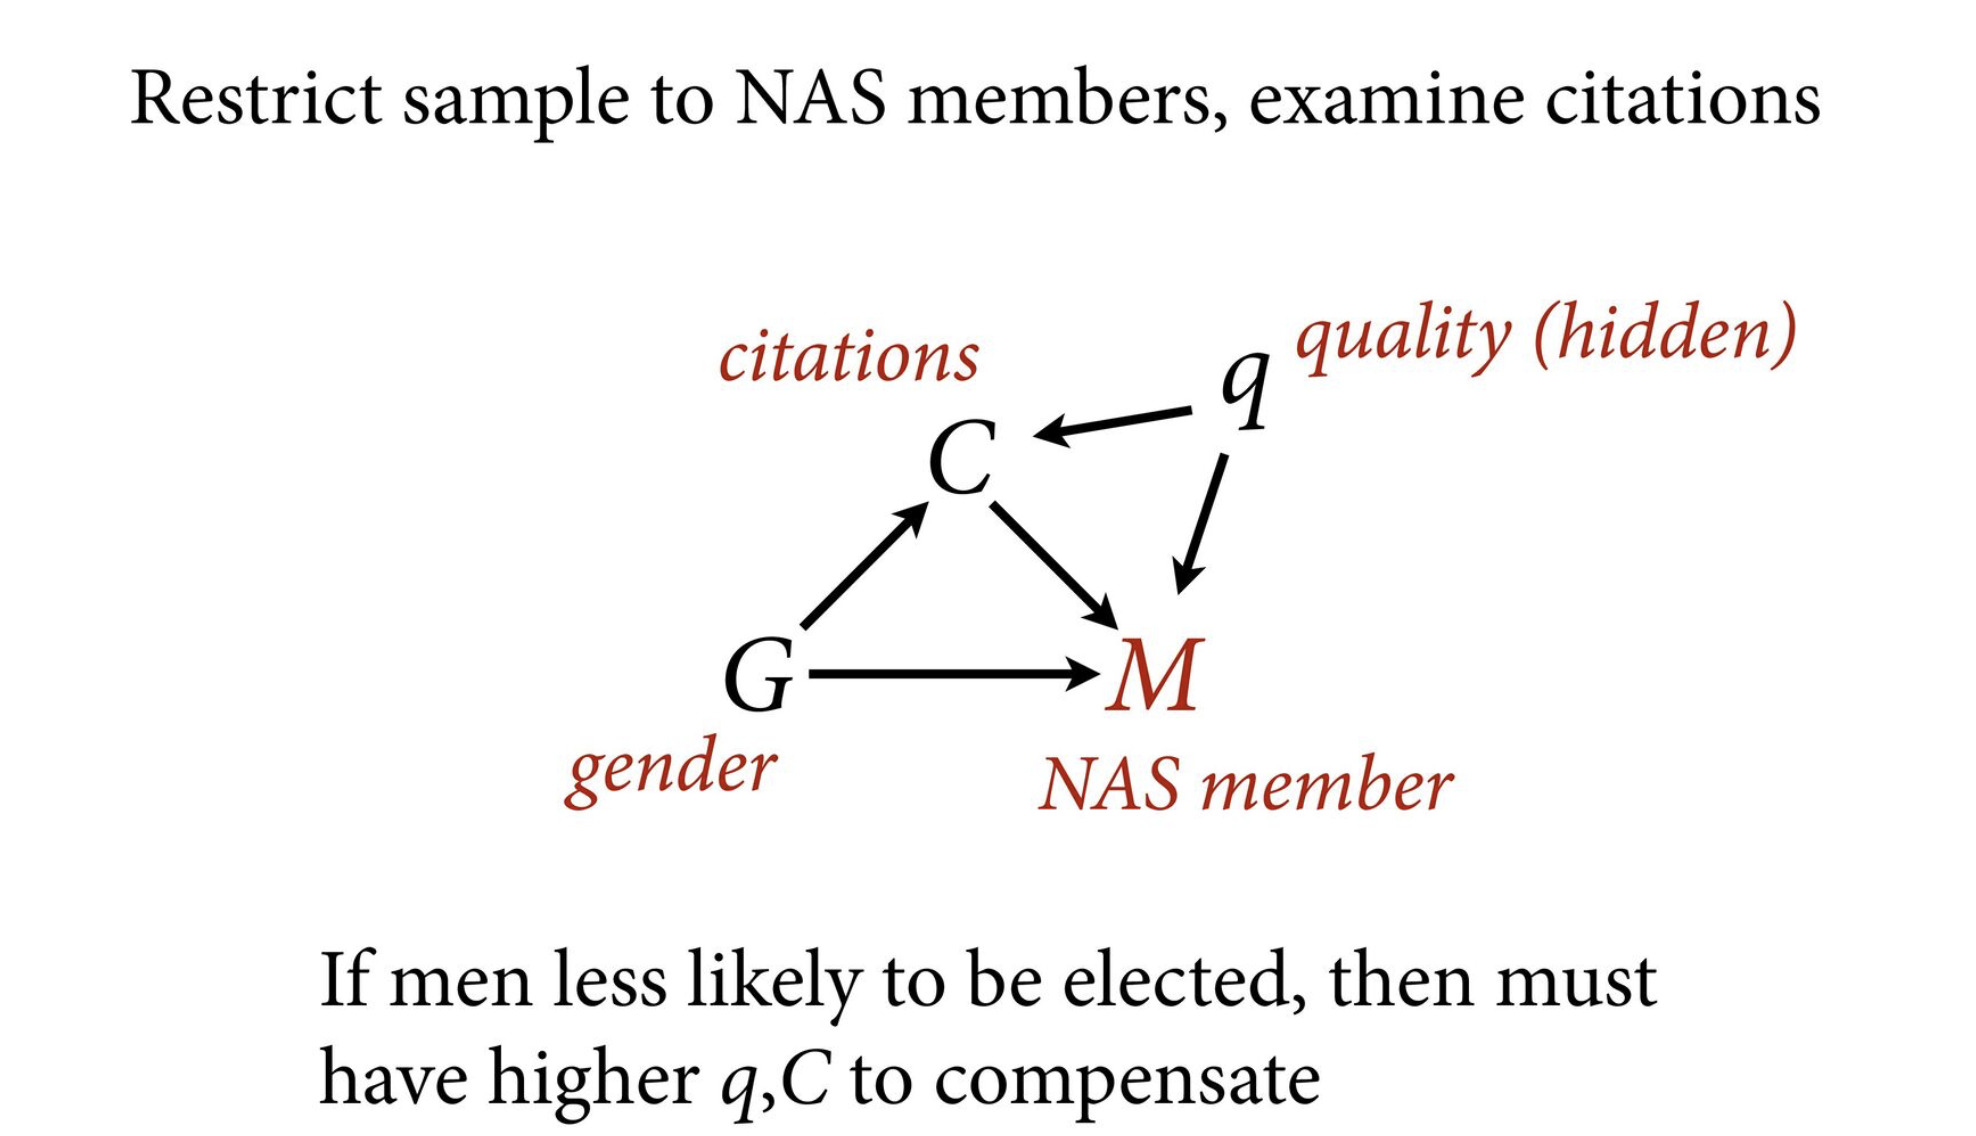 Restrict sample to NAS members, examine citations
citations
quality (hidden)
q
C
G
M
gender
NAS member
If men less likely to be elected, then must
have higher q,C to compensate